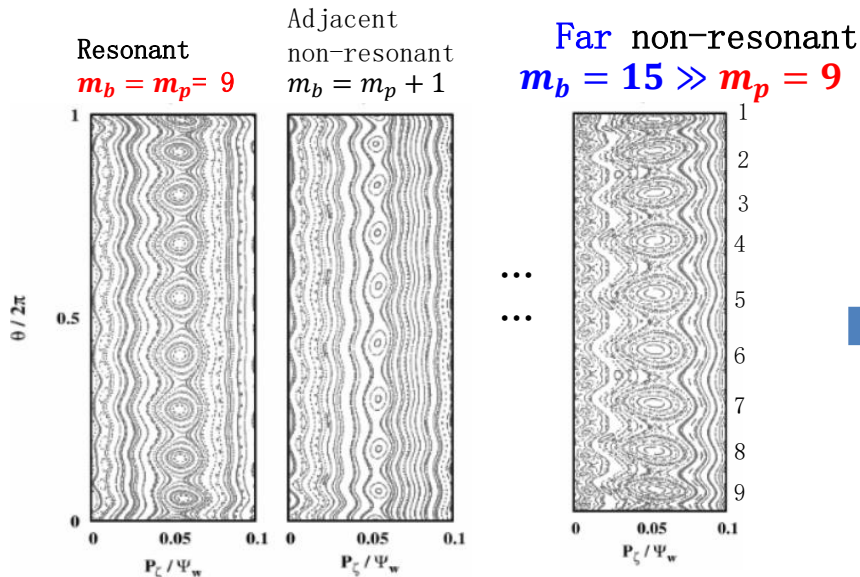 Resonant
m_b = m_p = 9
Adjacent
non-resonant
m_b = m_p + 1
Far non-resonant
m_b = 15 ≫ m_p = 9
1
0.5
0
θ / 2π
0 0.05 0.1
P_ζ / Ψ_w
0 0.05 0.1
P_ζ / Ψ_w
...
...
1
2
3
4
5
6
7
8
9
0 0.05 0.1
P_ζ / Ψ_w